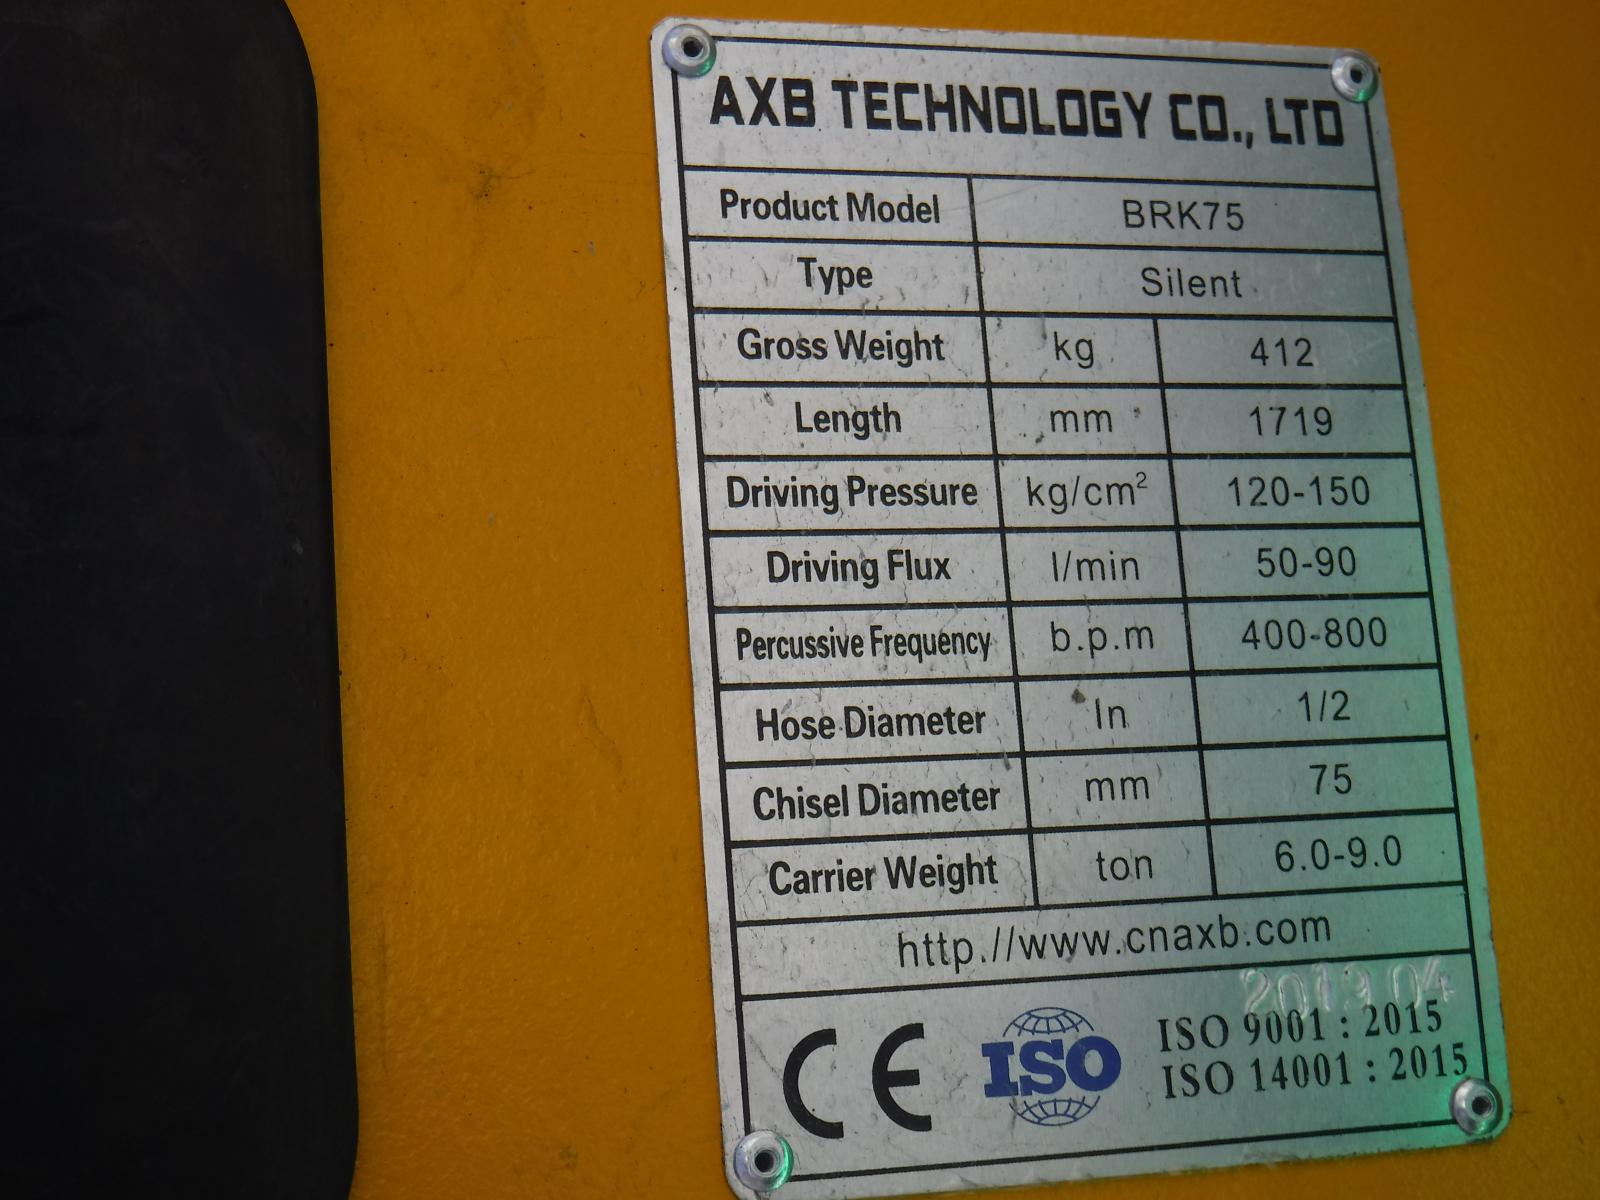 AXB TECHNOLOGY CO., LTD
Product Model BRK75
Type Silent
Gross Weight kg 412
Length mm 1719
Driving Pressure kg/cm² 120-150
Driving Flux l/min 50-90
Percussive Frequency b.p.m 400-800
Hose Diameter In 1/2
Chisel Diameter mm 75
Carrier Weight ton 6.0-9.0
http.//www.cnaxb.com
2019 04
CE ISO ISO 9001 : 2015
ISO 14001 : 2015